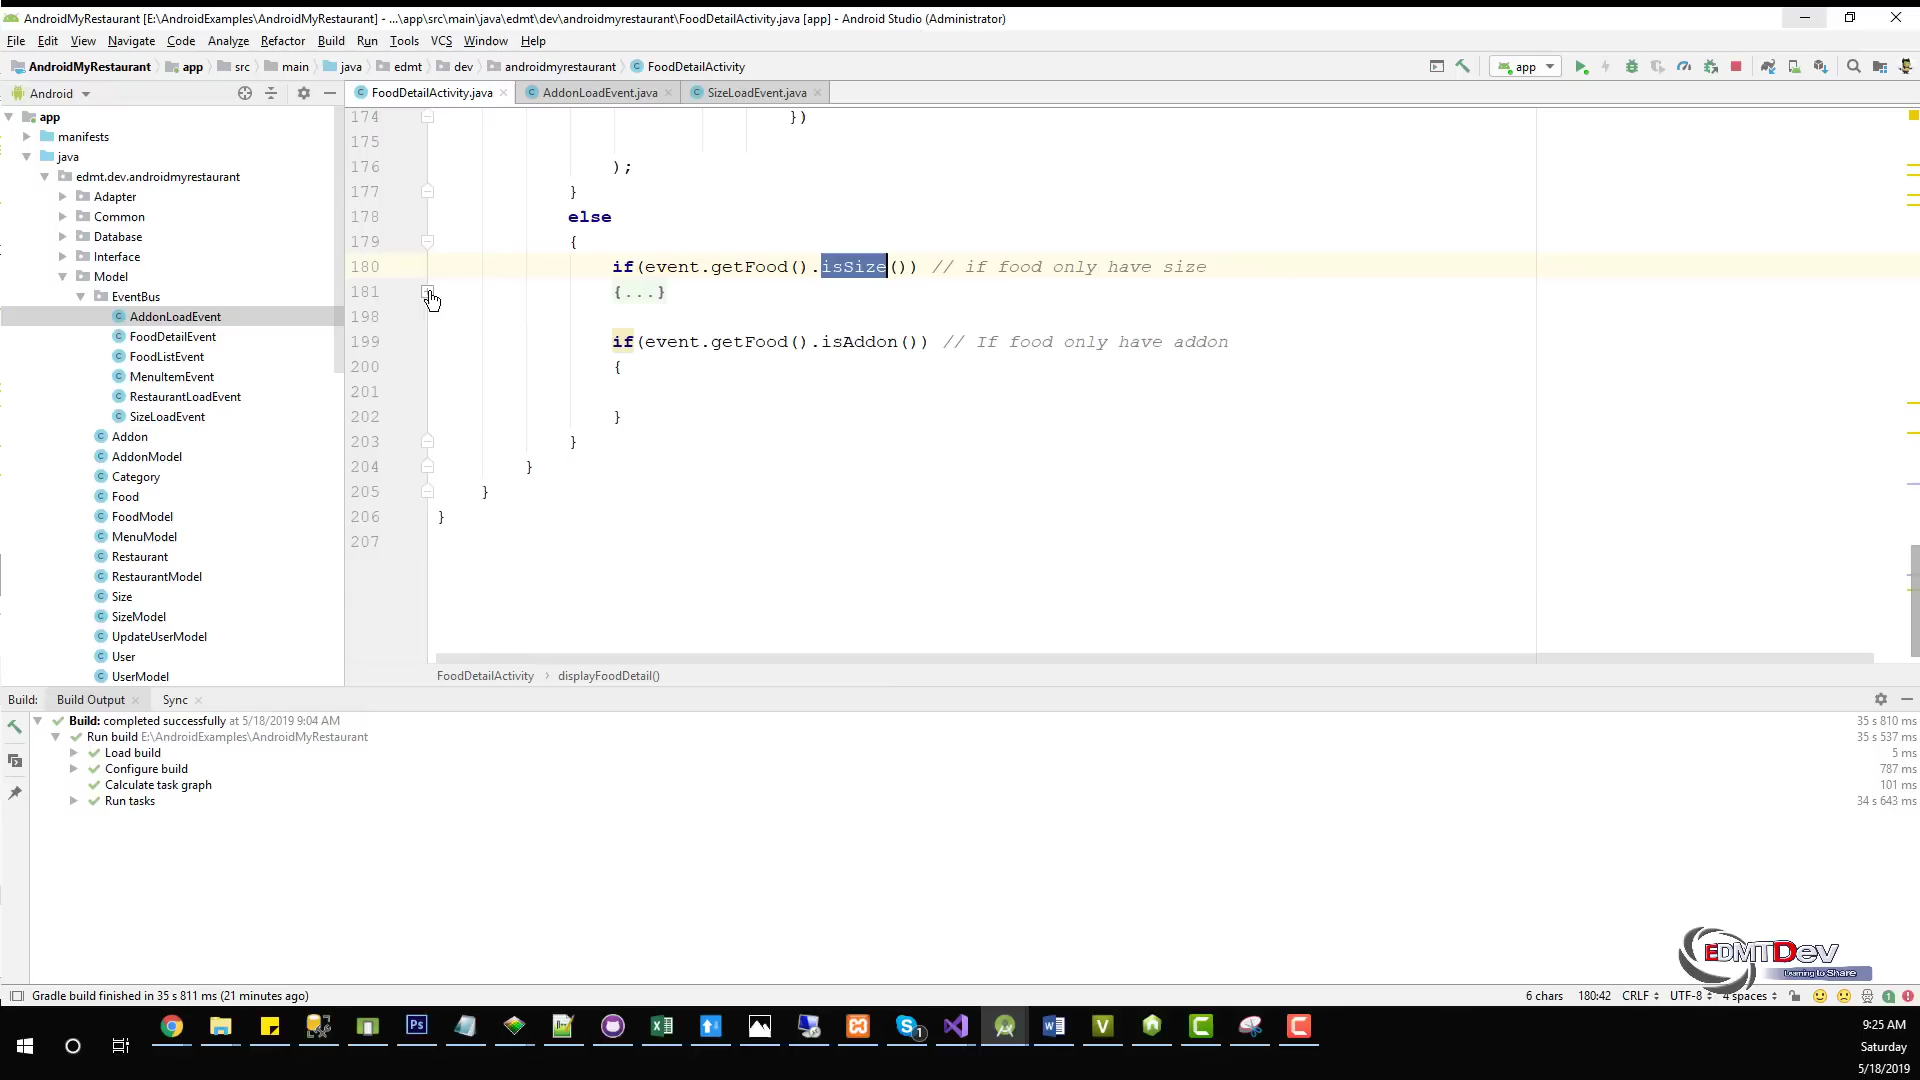 AndroidMyRestaurant [E:\AndroidExamples\AndroidMyRestaurant] - ...\app\src\main\java\edmt\dev\androidmyrestaurant\FoodDetailActivity.java [app] - Android Studio (Administrator)
File Edit View Navigate Code Analyze Refactor Build Run Tools VCS Window Help
AndroidMyRestaurant app src main java edmt dev androidmyrestaurant FoodDetailActivity app
Android FoodDetailActivity.java AddonLoadEvent.java SizeLoadEvent.java
app
manifests
java
edmt.dev.androidmyrestaurant
Adapter
Common
Database
Interface
Model
EventBus
AddonLoadEvent
FoodDetailEvent
FoodListEvent
MenuItemEvent
RestaurantLoadEvent
SizeLoadEvent
Addon
AddonModel
Category
Food
FoodModel
MenuModel
Restaurant
RestaurantModel
Size
SizeModel
UpdateUserModel
User
UserModel
174 })
175
176 );
177 }
178 else
179 {
180 if(event.getFood().isSize()) // if food only have size
181 {...}
198
199 if(event.getFood().isAddon()) // If food only have addon
200 {
201
202 }
203 }
204 }
205 }
206 }
207
FoodDetailActivity › displayFoodDetail()
Build: Build Output Sync
Build: completed successfully at 5/18/2019 9:04 AM 35 s 810 ms
Run build E:\AndroidExamples\AndroidMyRestaurant 35 s 537 ms
Load build 5 ms
Configure build 787 ms
Calculate task graph 101 ms
Run tasks 34 s 643 ms
EDMTDev
Learning to Share
Gradle build finished in 35 s 811 ms (21 minutes ago) 6 chars 180:42 CRLF UTF-8 4 spaces 1
Ps 1
9:25 AM
Saturday
5/18/2019